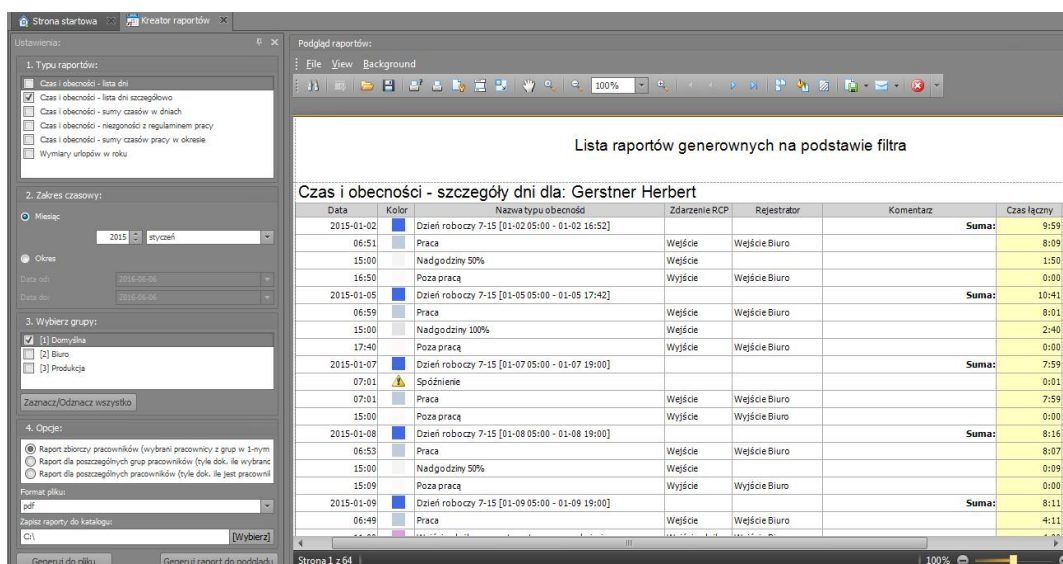 Strona startowa
Kreator raportów
Ustawienia:
1. Typu raportów:
Czas i obecności - lista dni
Czas i obecności - lista dni szczegółowo
Czas i obecności - sumy czasów w dniach
Czas i obecności - niezgoności z regulaminem pracy
Czas i obecności - sumy czasów pracy w okresie
Wymiary urlopów w roku
2. Zakres czasowy:
Miesiąc
2015 styczeń
Okres
Data od: 2016-06-06
Data do: 2016-06-06
3. Wybierz grupy:
[1] Domyślna
[2] Biuro
[3] Produkcja
Zaznacz/Odznacz wszystko
4. Opcje:
Raport zbiorczy pracowników (wybrani pracownicy z grup w 1-nym
Raport dla poszczególnych grup pracowników (tyle dok. ile wybranc
Raport dla poszczególnych pracowników (tyle dok. ile jest pracownil
Format pliku:
pdf
Zapisz raporty do katalogu:
C:\ [Wybierz]
Generuj do pliku Generuj raport do podglądu
Podgląd raportów:
File View Background
100%
Lista raportów generownych na podstawie filtra
Czas i obecności - szczegóły dni dla: Gerstner Herbert
Data Kolor Nazwa typu obecności Zdarzenie RCP Rejestrator Komentarz Czas łączny
2015-01-02 Dzień roboczy 7-15 [01-02 05:00 - 01-02 16:52] Suma: 9:59
06:51 Praca Wejście Wejście Biuro 8:09
15:00 Nadgodziny 50% Wejście 1:50
16:50 Poza pracą Wyjście Wejście Biuro 0:00
2015-01-05 Dzień roboczy 7-15 [01-05 05:00 - 01-05 17:42] Suma: 10:41
06:59 Praca Wejście Wejście Biuro 8:01
15:00 Nadgodziny 100% Wejście 2:40
17:40 Poza pracą Wyjście Wejście Biuro 0:00
2015-01-07 Dzień roboczy 7-15 [01-07 05:00 - 01-07 19:00] Suma: 7:59
07:01 Spóźnienie 0:01
07:01 Praca Wejście Wejście Biuro 7:59
15:00 Poza pracą Wyjście Wyjście Biuro 0:00
2015-01-08 Dzień roboczy 7-15 [01-08 05:00 - 01-08 19:00] Suma: 8:16
06:53 Praca Wejście Wejście Biuro 8:07
15:00 Nadgodziny 50% Wejście 0:09
15:09 Poza pracą Wyjście Wyjście Biuro 0:00
2015-01-09 Dzień roboczy 7-15 [01-09 05:00 - 01-09 19:00] Suma: 8:11
06:49 Praca Wejście Wejście Biuro 4:11
Strona 1 z 64 100%